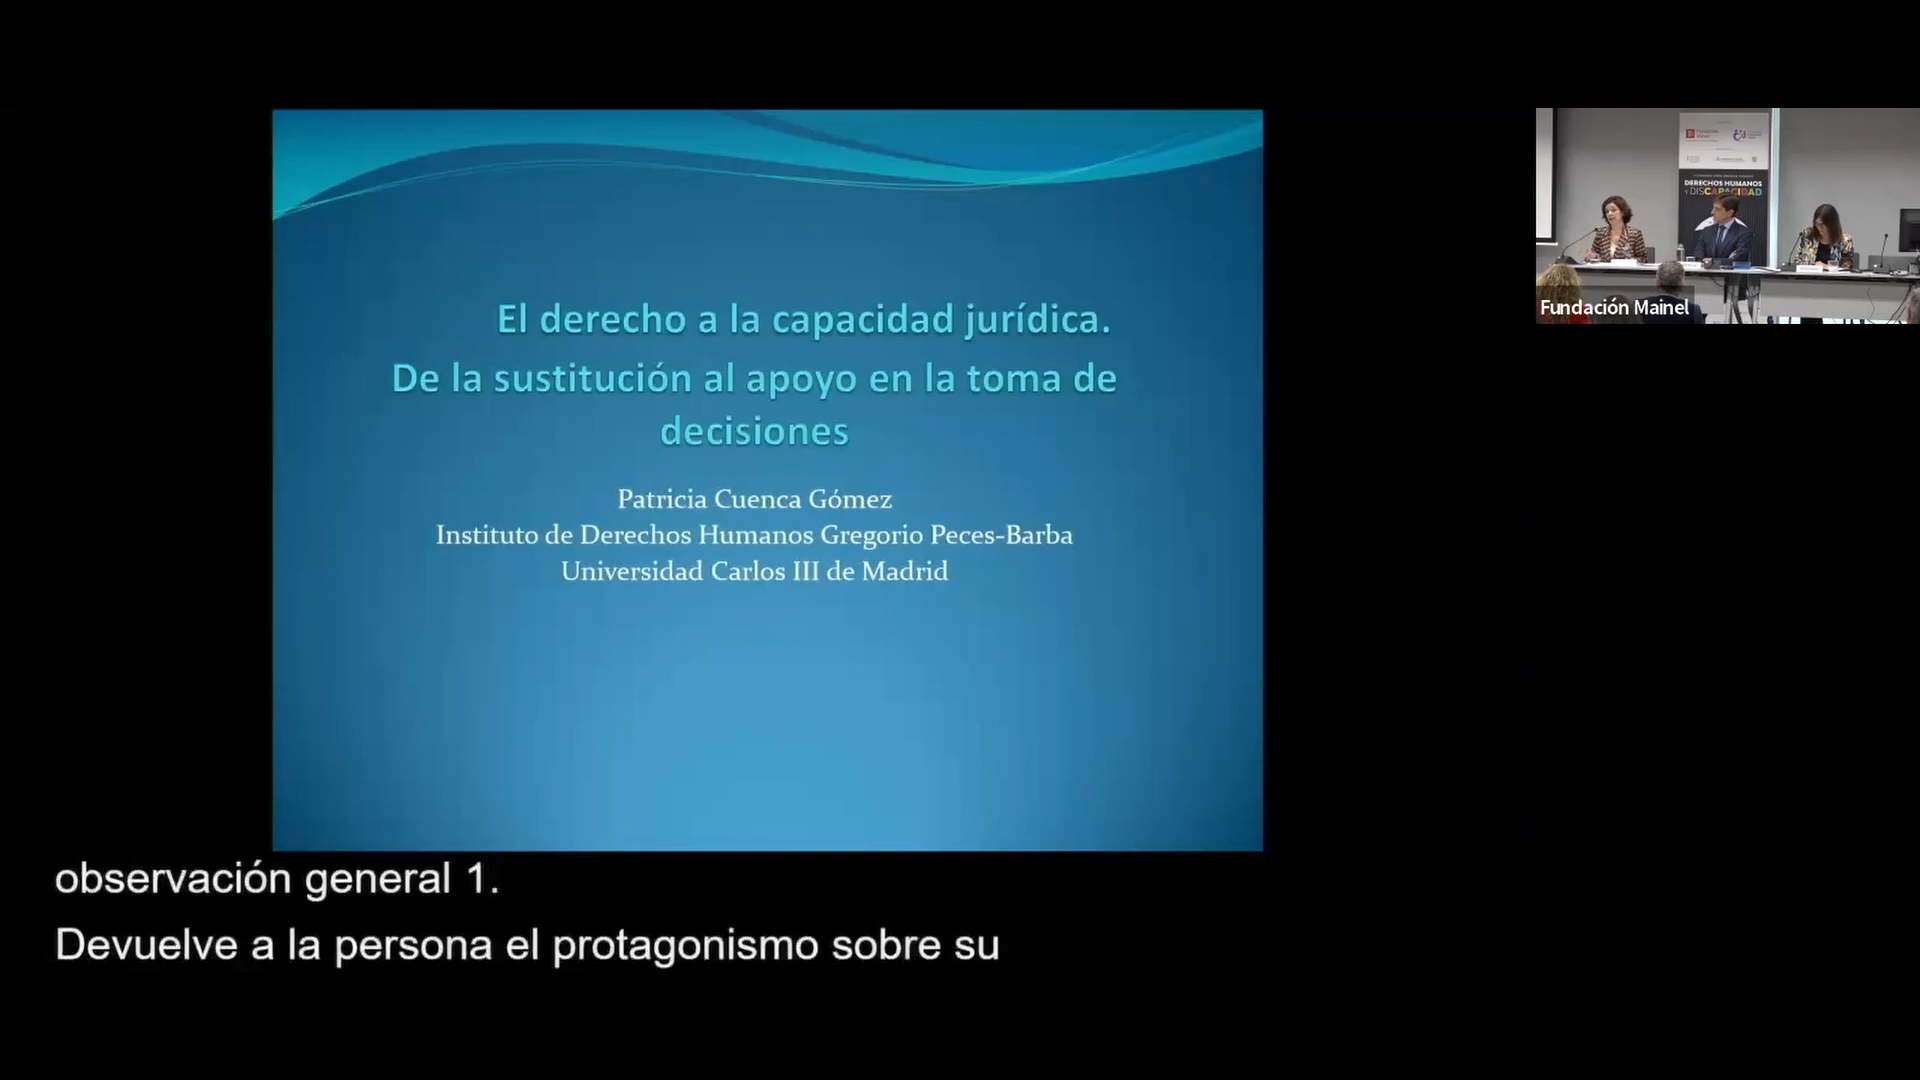 El derecho a la capacidad jurídica.
De la sustitución al apoyo en la toma de
decisiones
Patricia Cuenca Gómez
Instituto de Derechos Humanos Gregorio Peces-Barba
Universidad Carlos III de Madrid
DERECHOS HUMANOS
Y DISCAPACIDAD
Fundación Mainel
observación general 1.
Devuelve a la persona el protagonismo sobre su